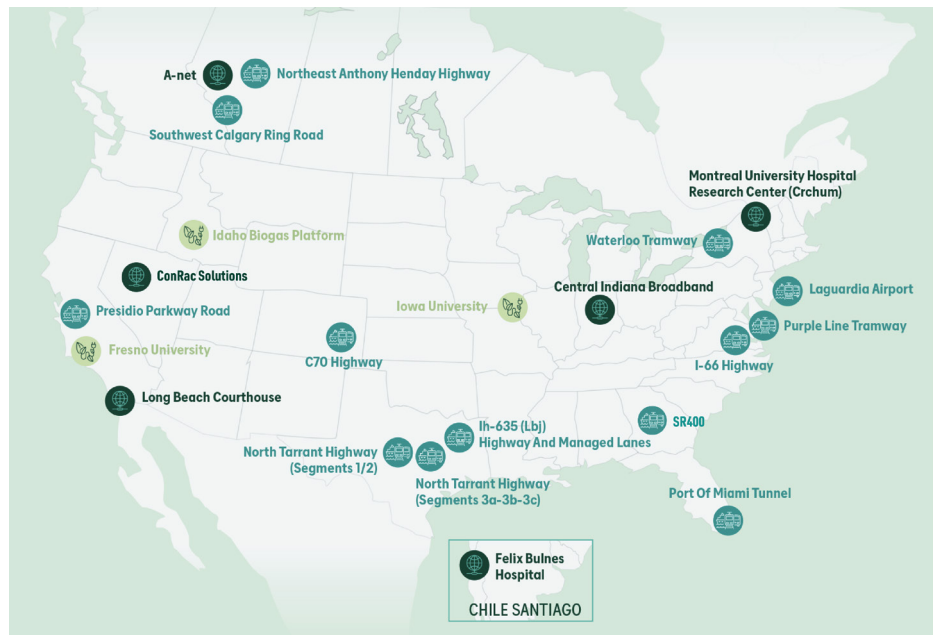 A-net
Northeast Anthony Henday Highway
Southwest Calgary Ring Road
Montreal University Hospital
Research Center (Crchum)
Idaho Biogas Platform
Waterloo Tramway
ConRac Solutions
Central Indiana Broadband
Laguardia Airport
Iowa University
Presidio Parkway Road
Purple Line Tramway
Fresno University
C70 Highway
I-66 Highway
Long Beach Courthouse
SR400
Ih-635 (Lbj)
Highway And Managed Lanes
North Tarrant Highway
(Segments 1/2)
North Tarrant Highway
(Segments 3a-3b-3c)
Port Of Miami Tunnel
Felix Bulnes
Hospital
CHILE SANTIAGO